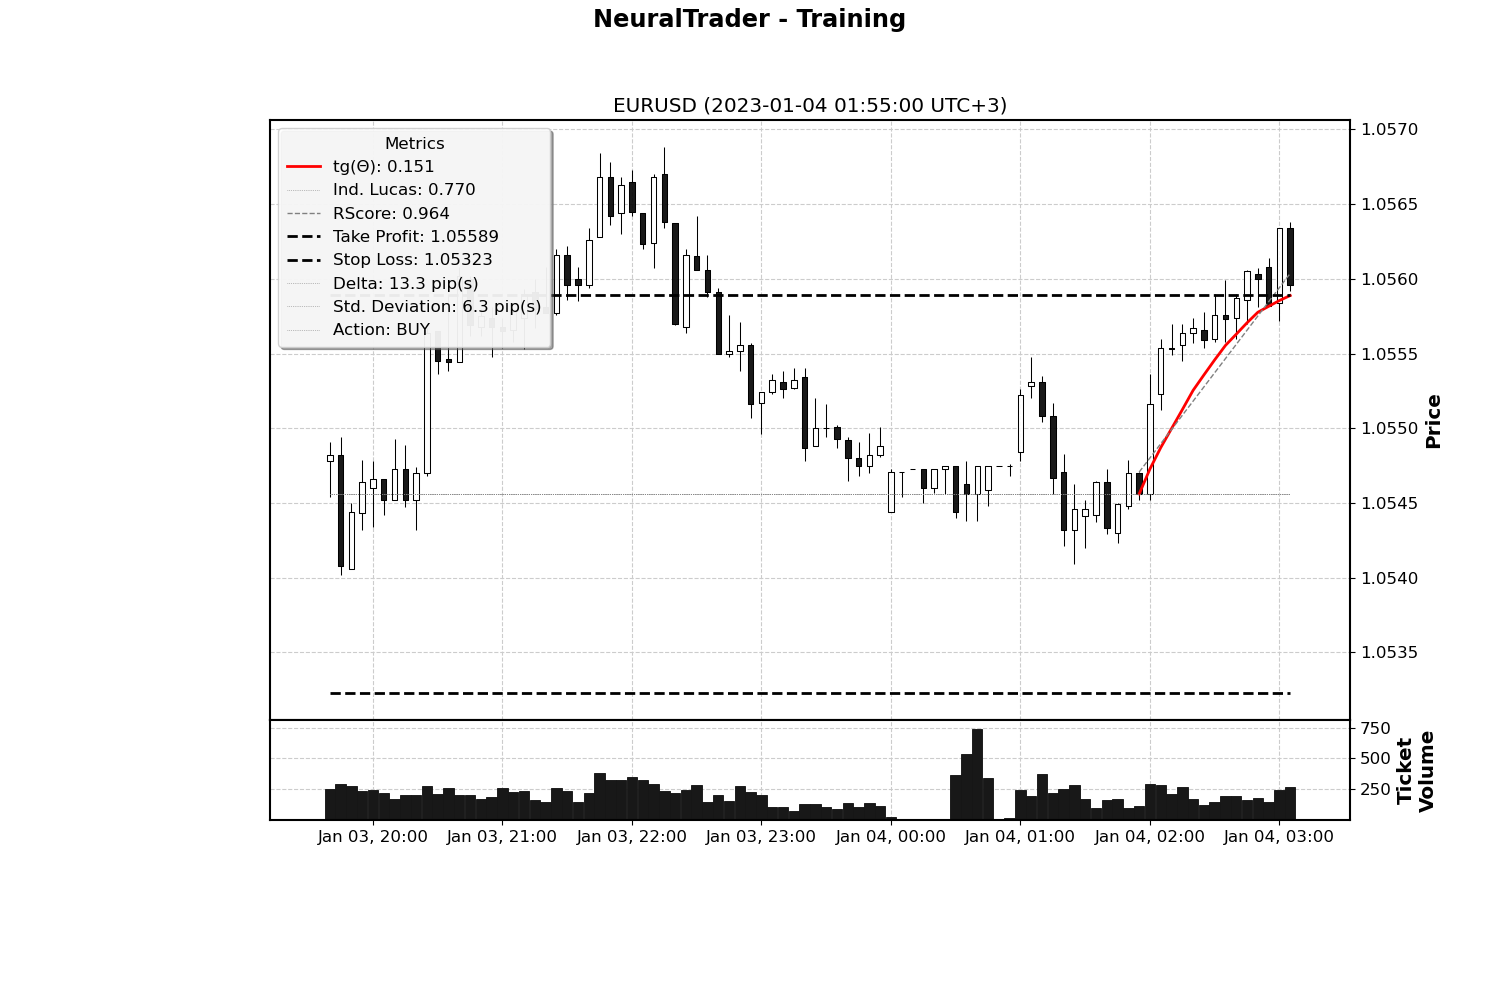 NeuralTrader - Training
EURUSD (2023-01-04 01:55:00 UTC+3)
Metrics
tg(Θ): 0.151
Ind. Lucas: 0.770
RScore: 0.964
Take Profit: 1.05589
Stop Loss: 1.05323
Delta: 13.3 pip(s)
Std. Deviation: 6.3 pip(s)
Action: BUY
1.0570
1.0565
1.0560
1.0555
1.0550
1.0545
1.0540
1.0535
Price
750
500
250
Ticket
Volume
Jan 03, 20:00
Jan 03, 21:00
Jan 03, 22:00
Jan 03, 23:00
Jan 04, 00:00
Jan 04, 01:00
Jan 04, 02:00
Jan 04, 03:00